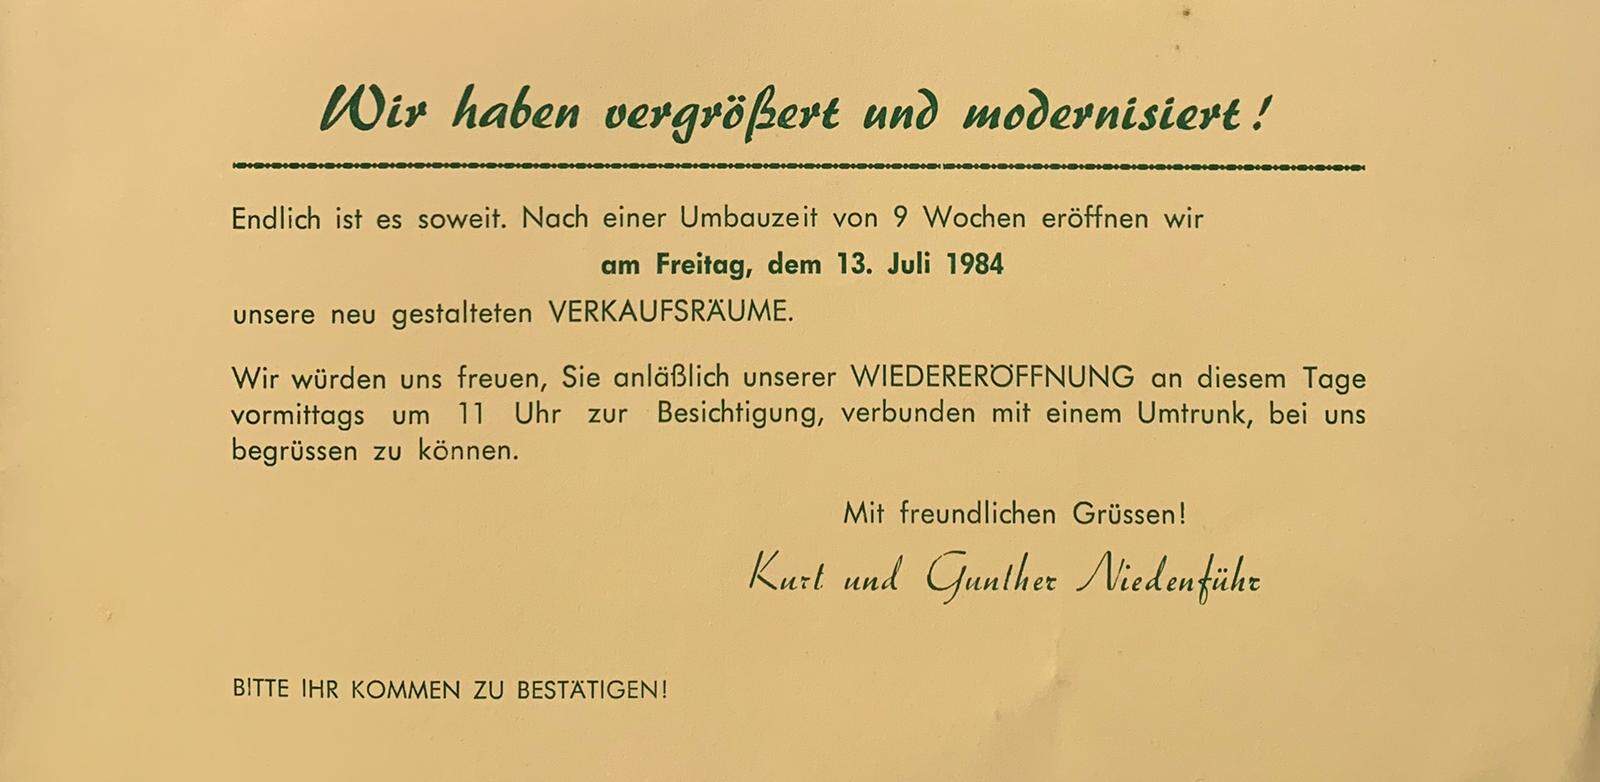 Wir haben vergrößert und modernisiert!
Endlich ist es soweit. Nach einer Umbauzeit von 9 Wochen eröffnen wir
am Freitag, dem 13. Juli 1984
unsere neu gestalteten VERKAUFSRÄUME.
Wir würden uns freuen, Sie anläßlich unserer WIEDERERÖFFNUNG an diesem Tage
vormittags um 11 Uhr zur Besichtigung, verbunden mit einem Umtrunk, bei uns
begrüssen zu können.
Mit freundlichen Grüssen!
Kurt und Gunther Niedenführ
BITTE IHR KOMMEN ZU BESTÄTIGEN!